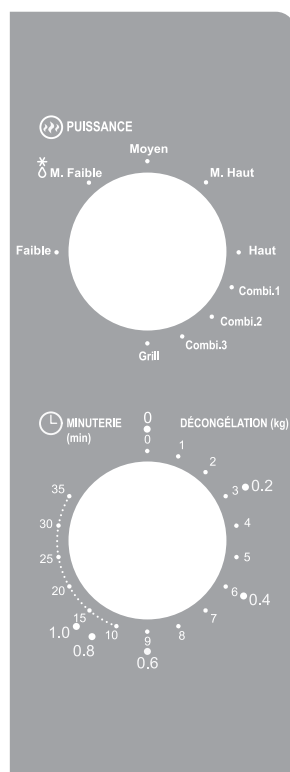 PUISSANCE
Moyen
M. Faible
M. Haut
Faible
Haut
Combi.1
Combi.2
Combi.3
Grill
MINUTERIE
(min)
DÉCONGÉLATION (kg)
0
0
1
2
3 0.2
4
5
6 0.4
7
8
9
0.6
10
0.8
15
1.0
20
25
30
35